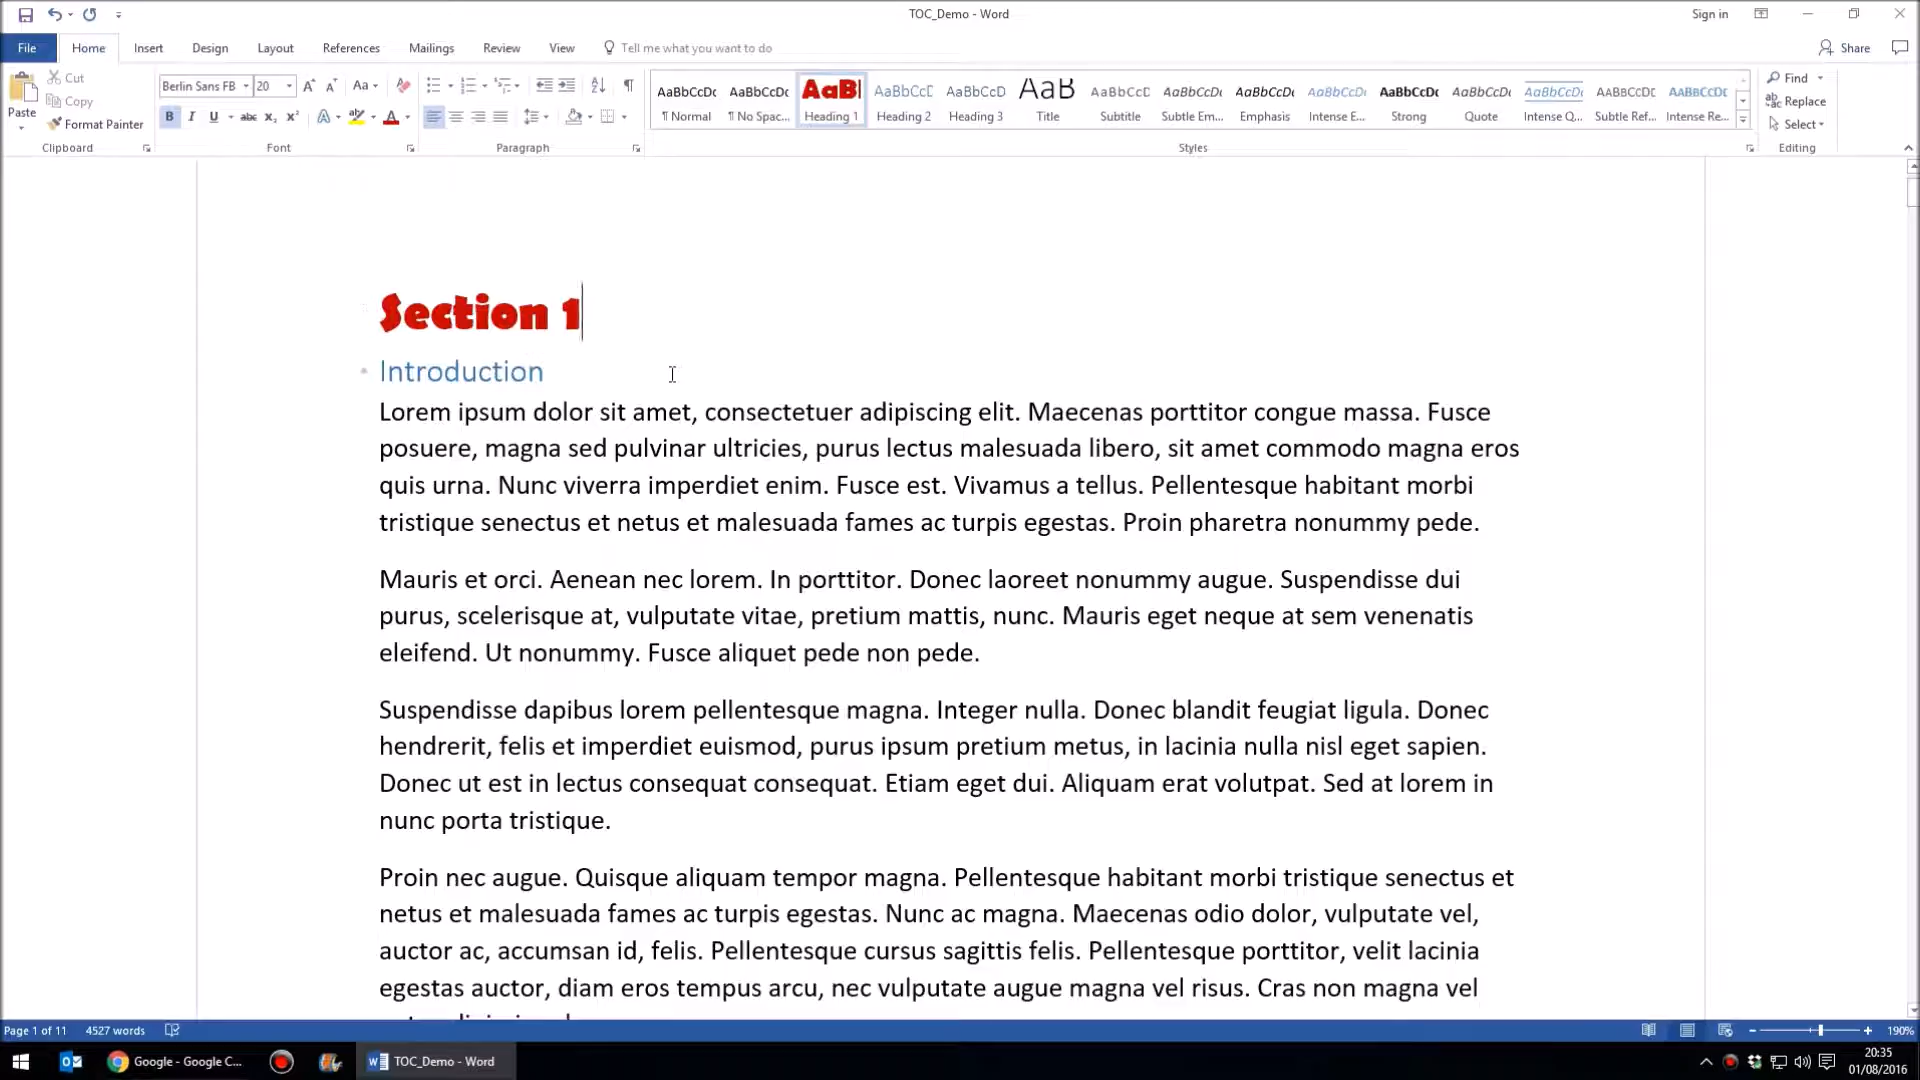 TOC_Demo - Word
Sign in
File Home Insert Design Layout References Mailings Review View Tell me what you want to do
Share
Paste
Cut
Copy
Format Painter
Clipboard
Berlin Sans FB 20
Font
Paragraph
AaBbCcDc AaBbCcDc AaBl AaBbCcC AaBbCcD AaB AaBbCcD AaBbCcDc AaBbCcDc AaBbCcDc AaBbCcDc AaBbCcDc AaBbCcDc AABBCCDC AABBCCDC
¶ Normal ¶ No Spac... Heading 1 Heading 2 Heading 3 Title Subtitle Subtle Em... Emphasis Intense E... Strong Quote Intense Q... Subtle Ref... Intense Re...
Styles
Find
Replace
Select
Editing
Section 1
Introduction
Lorem ipsum dolor sit amet, consectetuer adipiscing elit. Maecenas porttitor congue massa. Fusce
posuere, magna sed pulvinar ultricies, purus lectus malesuada libero, sit amet commodo magna eros
quis urna. Nunc viverra imperdiet enim. Fusce est. Vivamus a tellus. Pellentesque habitant morbi
tristique senectus et netus et malesuada fames ac turpis egestas. Proin pharetra nonummy pede.
Mauris et orci. Aenean nec lorem. In porttitor. Donec laoreet nonummy augue. Suspendisse dui
purus, scelerisque at, vulputate vitae, pretium mattis, nunc. Mauris eget neque at sem venenatis
eleifend. Ut nonummy. Fusce aliquet pede non pede.
Suspendisse dapibus lorem pellentesque magna. Integer nulla. Donec blandit feugiat ligula. Donec
hendrerit, felis et imperdiet euismod, purus ipsum pretium metus, in lacinia nulla nisl eget sapien.
Donec ut est in lectus consequat consequat. Etiam eget dui. Aliquam erat volutpat. Sed at lorem in
nunc porta tristique.
Proin nec augue. Quisque aliquam tempor magna. Pellentesque habitant morbi tristique senectus et
netus et malesuada fames ac turpis egestas. Nunc ac magna. Maecenas odio dolor, vulputate vel,
auctor ac, accumsan id, felis. Pellentesque cursus sagittis felis. Pellentesque porttitor, velit lacinia
egestas auctor, diam eros tempus arcu, nec vulputate augue magna vel risus. Cras non magna vel
Page 1 of 11 4527 words
190%
Google - Google C...
TOC_Demo - Word
20:35
01/08/2016